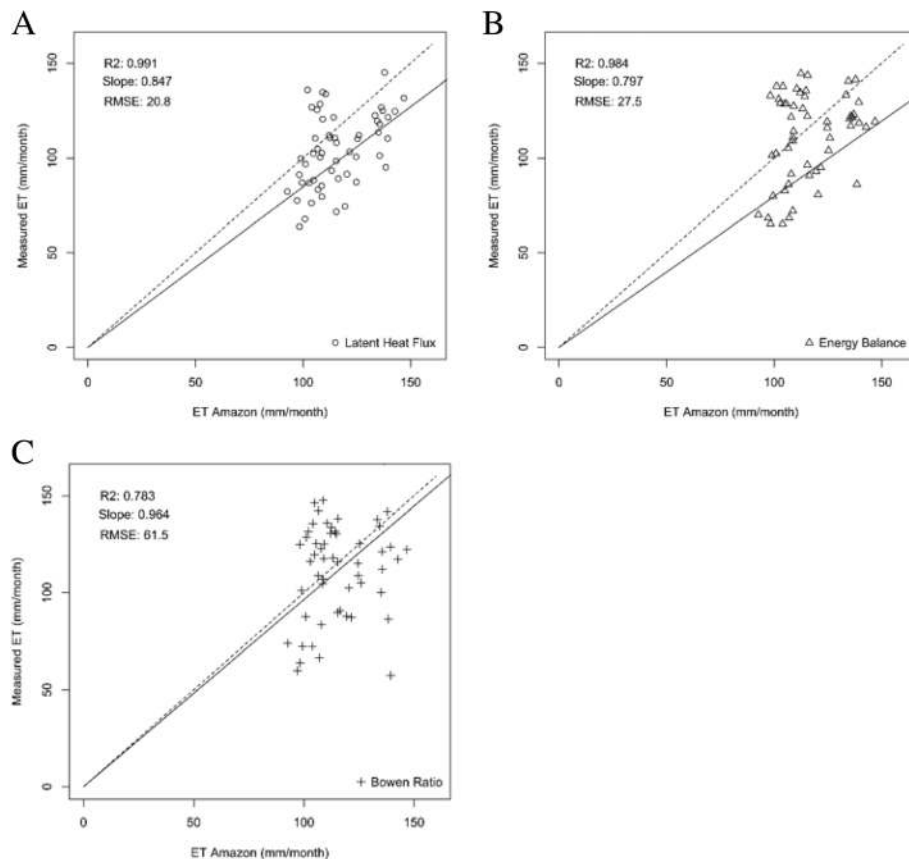 A
R2: 0.991
Slope: 0.847
RMSE: 20.8
Measured ET (mm/month)
150
100
50
0
Latent Heat Flux
0 50 100 150
ET Amazon (mm/month)
B
R2: 0.984
Slope: 0.797
RMSE: 27.5
Measured ET (mm/month)
150
100
50
0
Energy Balance
0 50 100 150
ET Amazon (mm/month)
C
R2: 0.783
Slope: 0.964
RMSE: 61.5
Measured ET (mm/month)
150
100
50
0
Bowen Ratio
0 50 100 150
ET Amazon (mm/month)